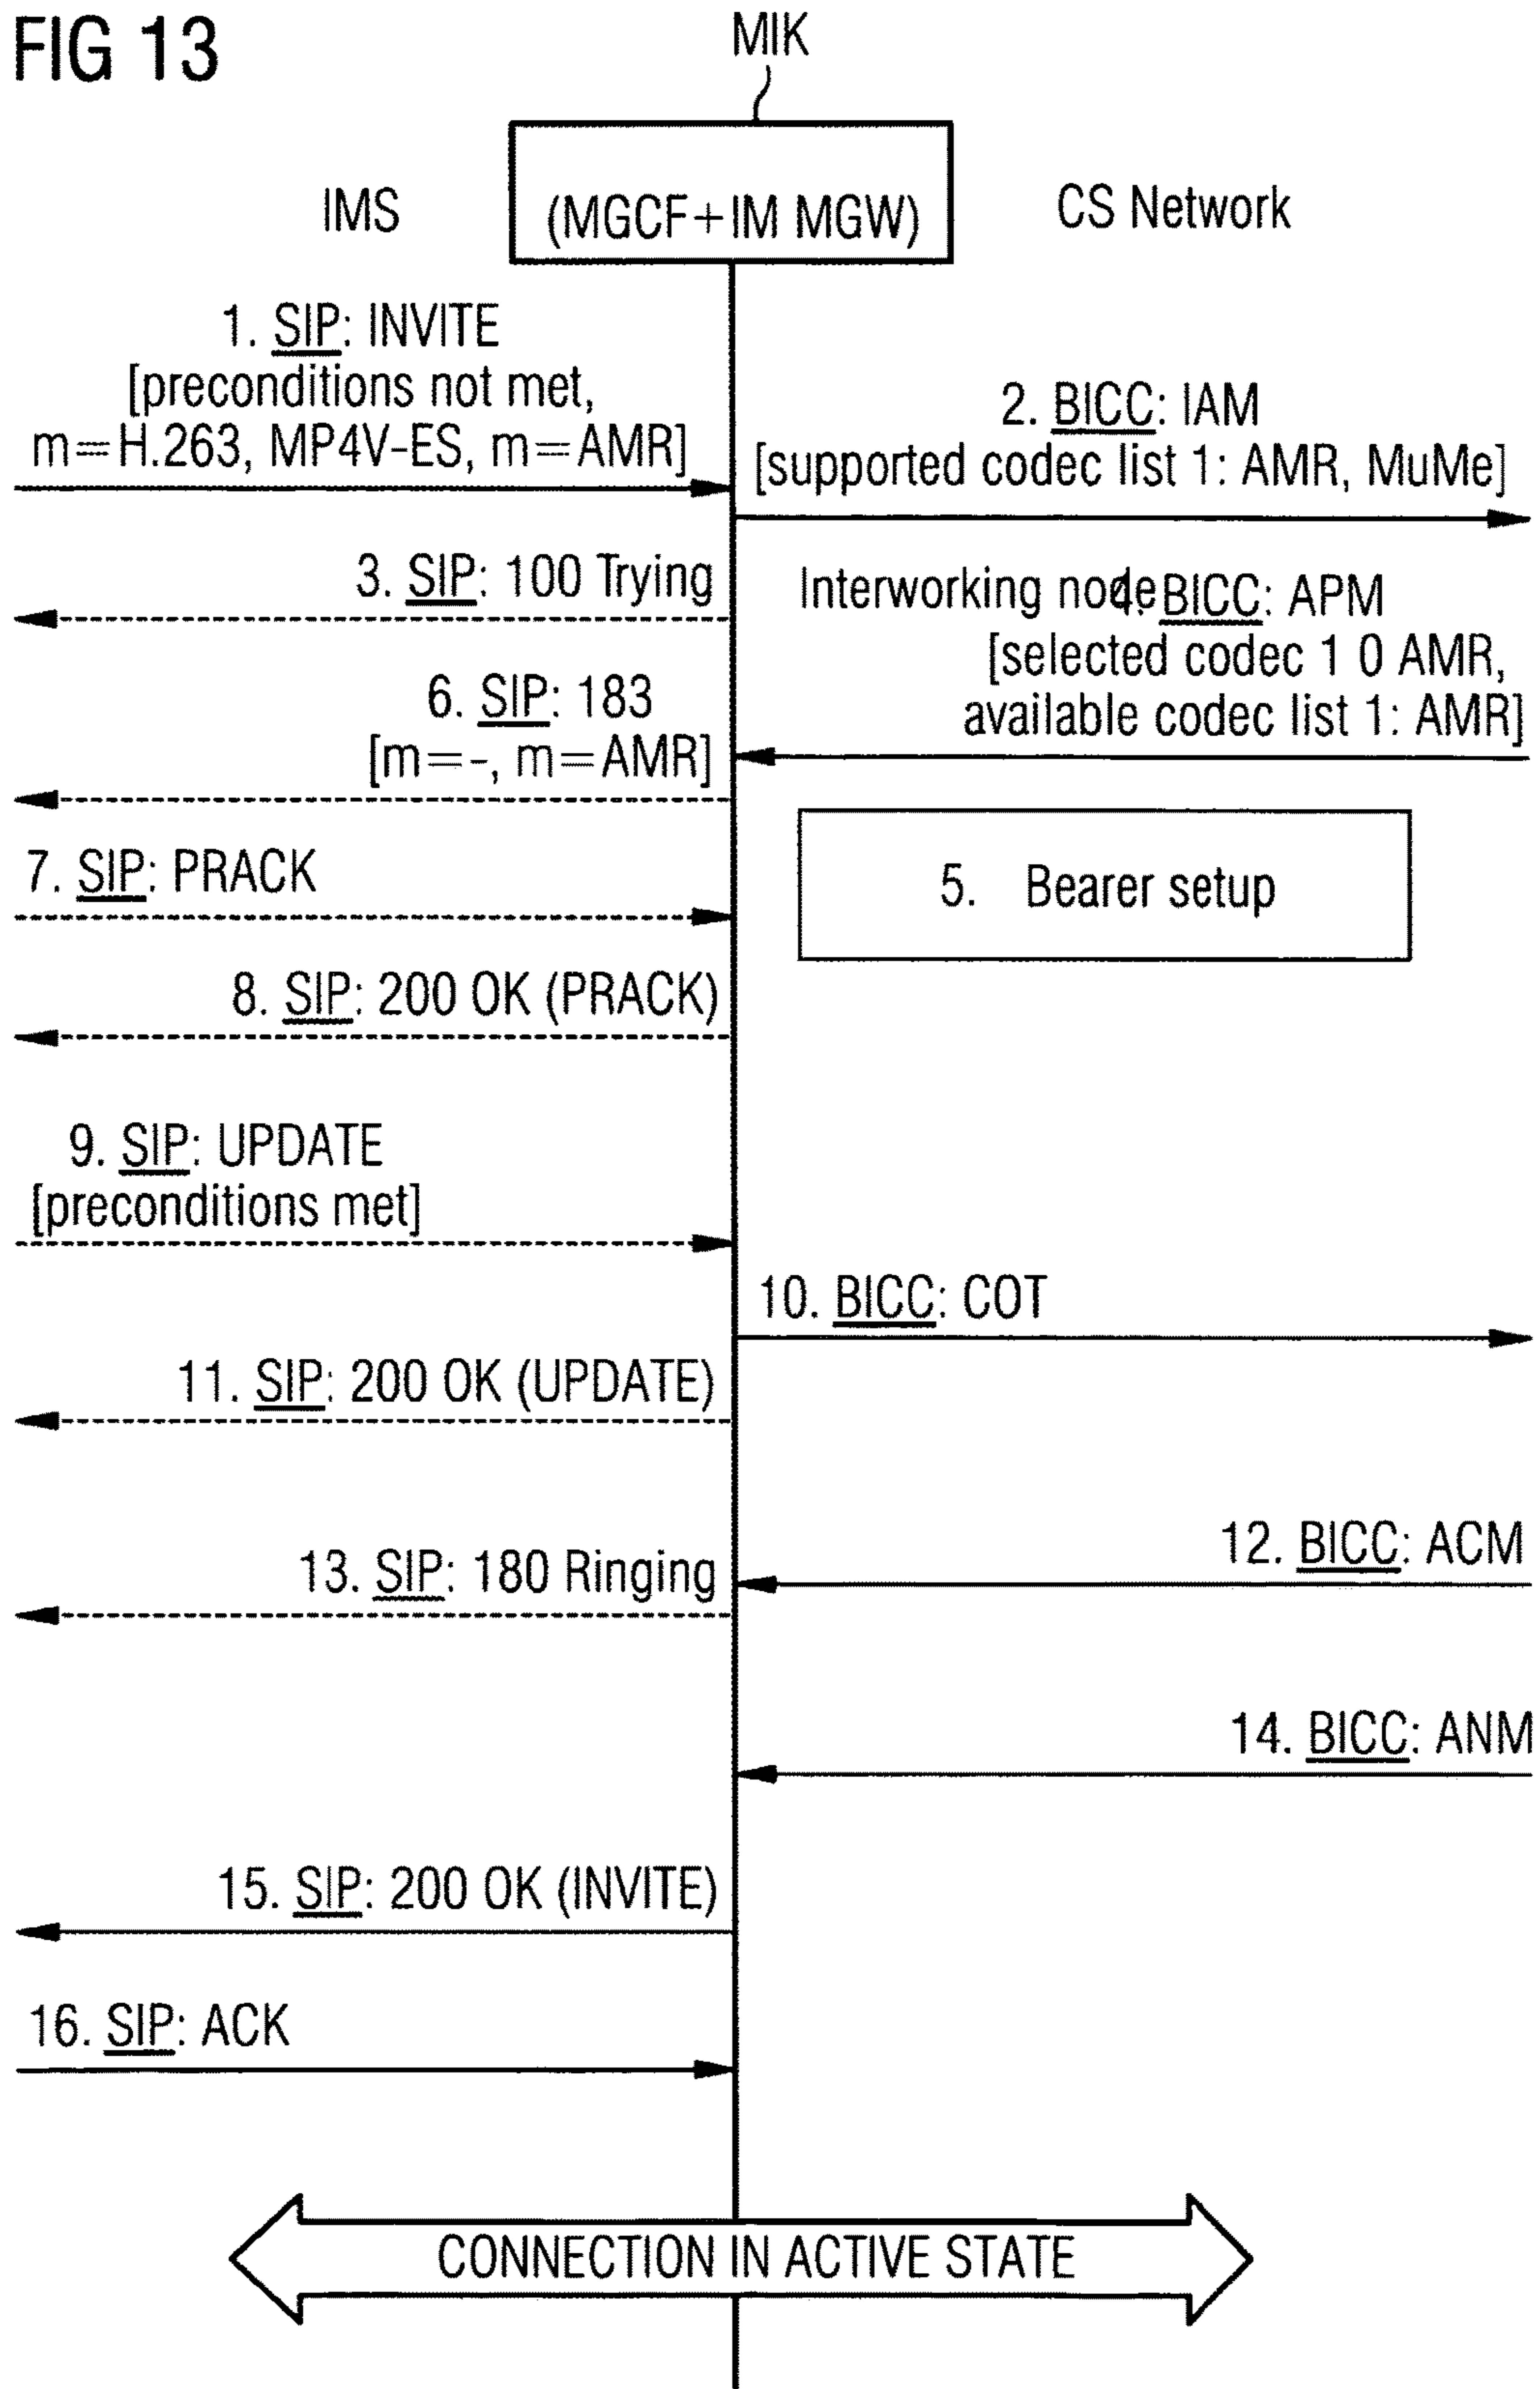 FIG 13
MIK
IMS
(MGCF+IM MGW)
CS Network
1. SIP: INVITE
[preconditions not met,
m=H.263, MP4V-ES, m=AMR]
2. BICC: IAM
[supported codec list 1: AMR, MuMe]
3. SIP: 100 Trying
Interworking node
4. BICC: APM
[selected codec 1 0 AMR,
available codec list 1: AMR]
6. SIP: 183
[m=-, m=AMR]
5. Bearer setup
7. SIP: PRACK
8. SIP: 200 OK (PRACK)
9. SIP: UPDATE
[preconditions met]
10. BICC: COT
11. SIP: 200 OK (UPDATE)
12. BICC: ACM
13. SIP: 180 Ringing
14. BICC: ANM
15. SIP: 200 OK (INVITE)
16. SIP: ACK
CONNECTION IN ACTIVE STATE